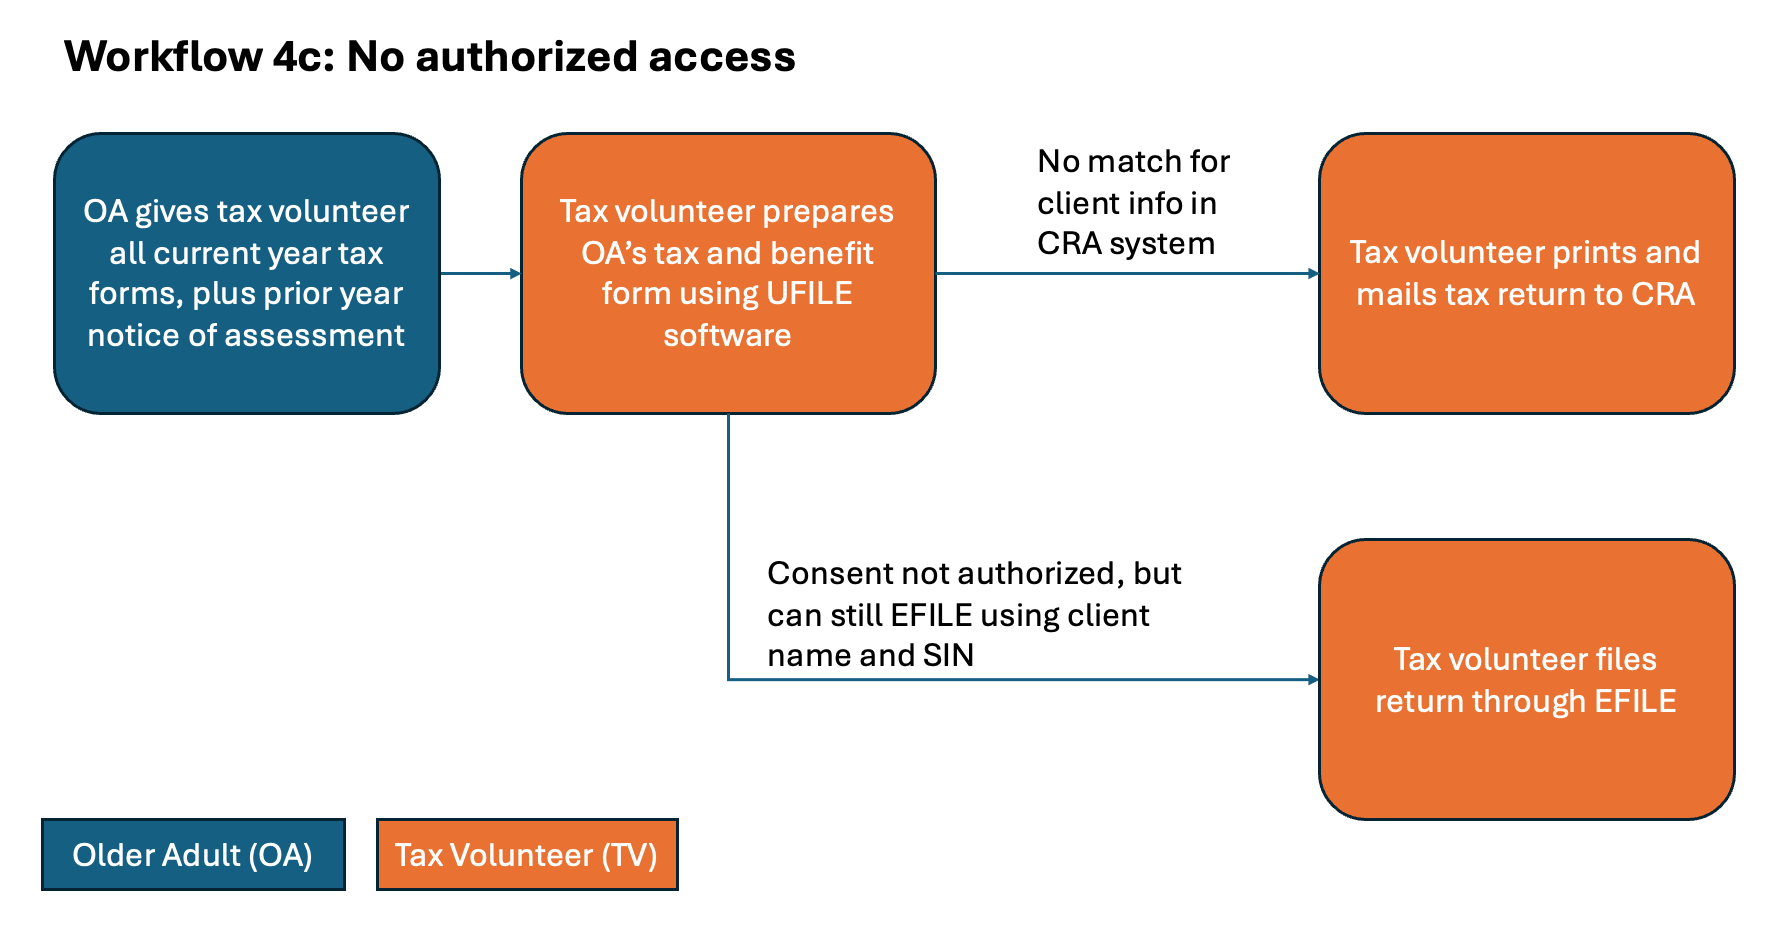 Workflow 4c: No authorized access
OA gives tax volunteer
all current year tax
forms, plus prior year
notice of assessment
Tax volunteer prepares
OA’s tax and benefit
form using UFILE
software
No match for
client info in
CRA system
Tax volunteer prints and
mails tax return to CRA
Consent not authorized, but
can still EFILE using client
name and SIN
Tax volunteer files
return through EFILE
Older Adult (OA)
Tax Volunteer (TV)